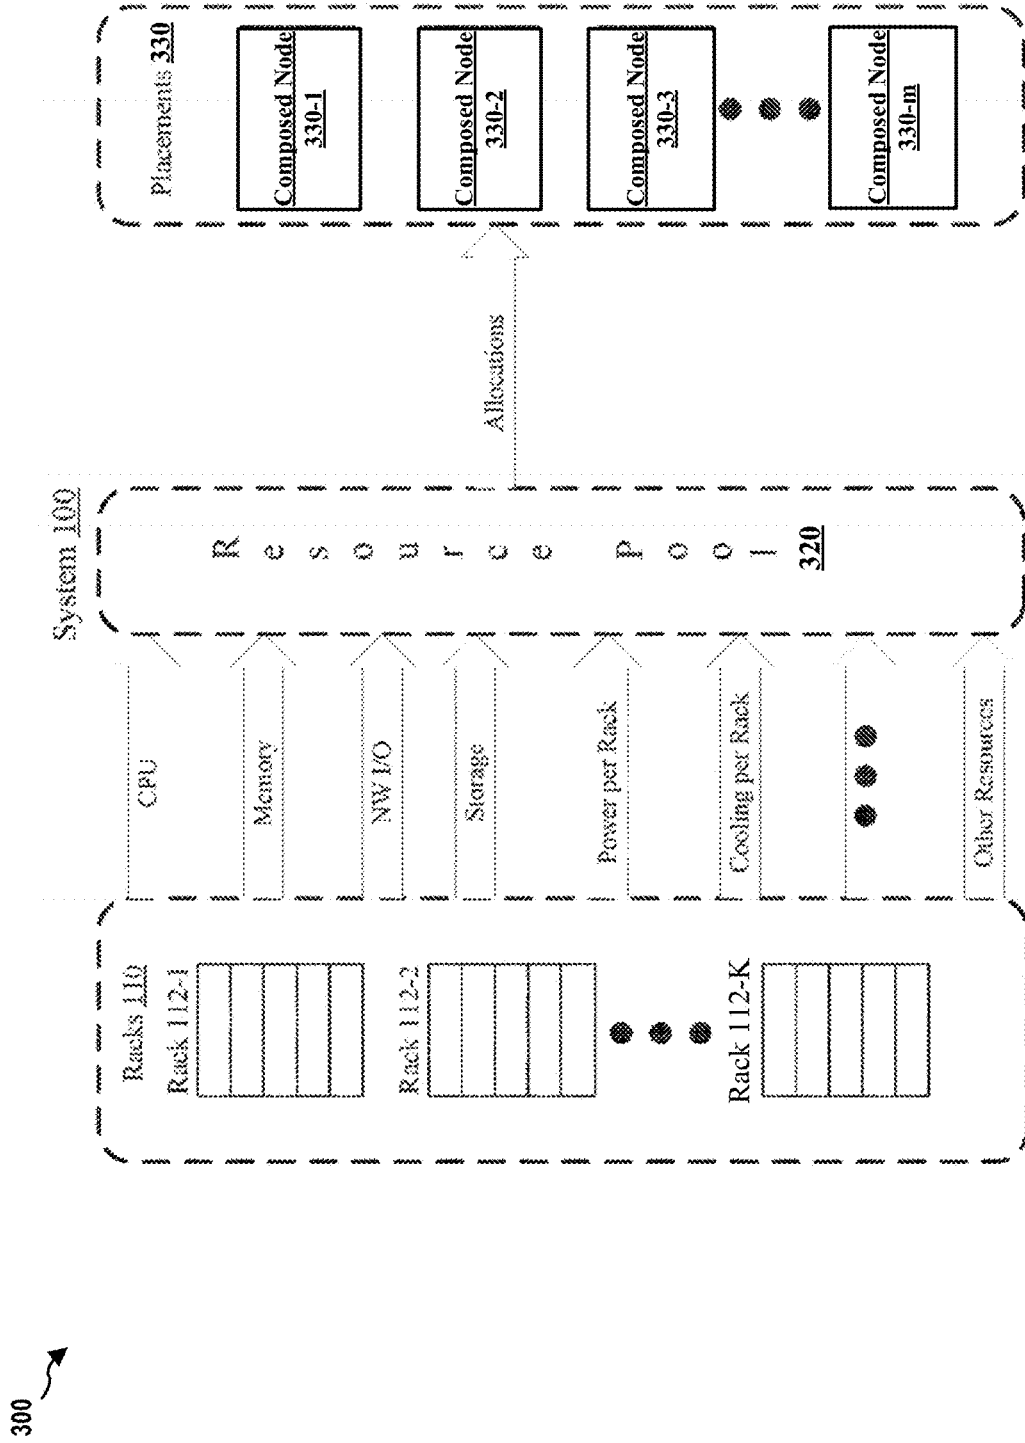 300
System 100
Racks 110
Rack 112-1
Rack 112-2
Rack 112-K
CPU
Memory
NW I/O
Storage
Power per Rack
Cooling per Rack
Other Resources
Resource Pool
320
Allocations
Placements 330
Composed Node
330-1
Composed Node
330-2
Composed Node
330-3
Composed Node
330-m